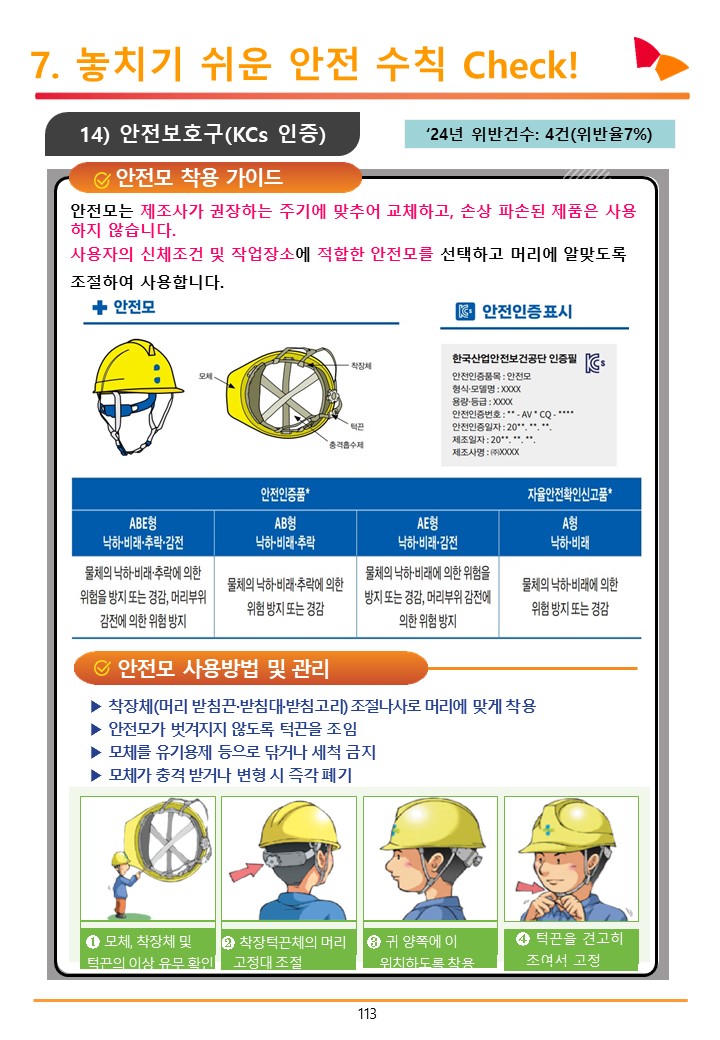 7. 놓치기 쉬운 안전 수칙 Check!
14) 안전보호구(KCs 인증)
‘24년 위반건수: 4건(위반율7%)
안전모 착용 가이드
안전모는 제조사가 권장하는 주기에 맞추어 교체하고, 손상 파손된 제품은 사용
하지 않습니다.
사용자의 신체조건 및 작업장소에 적합한 안전모를 선택하고 머리에 알맞도록
조절하여 사용합니다.
안전모
모체
착장체
턱끈
충격흡수제
안전인증표시
한국산업안전보건공단 인증필
안전인증품목 : 안전모
형식·모델명 : XXXX
용량·등급 : XXXX
안전인증번호 : ** - AV * CQ - ****
안전인증일자 : 20**. **. **.
제조일자 : 20**. **. **.
제조사명 : ㈜XXXX
안전인증품* 자율안전확인신고품*
ABE형 AB형 AE형 A형
낙하·비래·추락·감전 낙하·비래·추락 낙하·비래·감전 낙하·비래
물체의 낙하·비래·추락에 의한
위험을 방지 또는 경감, 머리부위
감전에 의한 위험 방지
물체의 낙하·비래·추락에 의한
위험 방지 또는 경감
물체의 낙하·비래에 의한 위험을
방지 또는 경감, 머리부위 감전에
의한 위험 방지
물체의 낙하·비래에 의한
위험 방지 또는 경감
안전모 사용방법 및 관리
▶ 착장체(머리 받침끈·받침대·받침고리) 조절나사로 머리에 맞게 착용
▶ 안전모가 벗겨지지 않도록 턱끈을 조임
▶ 모체를 유기용제 등으로 닦거나 세척 금지
▶ 모체가 충격 받거나 변형 시 즉각 폐기
❶ 모체, 착장체 및
턱끈의 이상 유무 확인
❷ 착장턱끈체의 머리
고정대 조절
❸ 귀 양쪽에 이
위치하도록 착용
❹ 턱끈을 견고히
조여서 고정
113